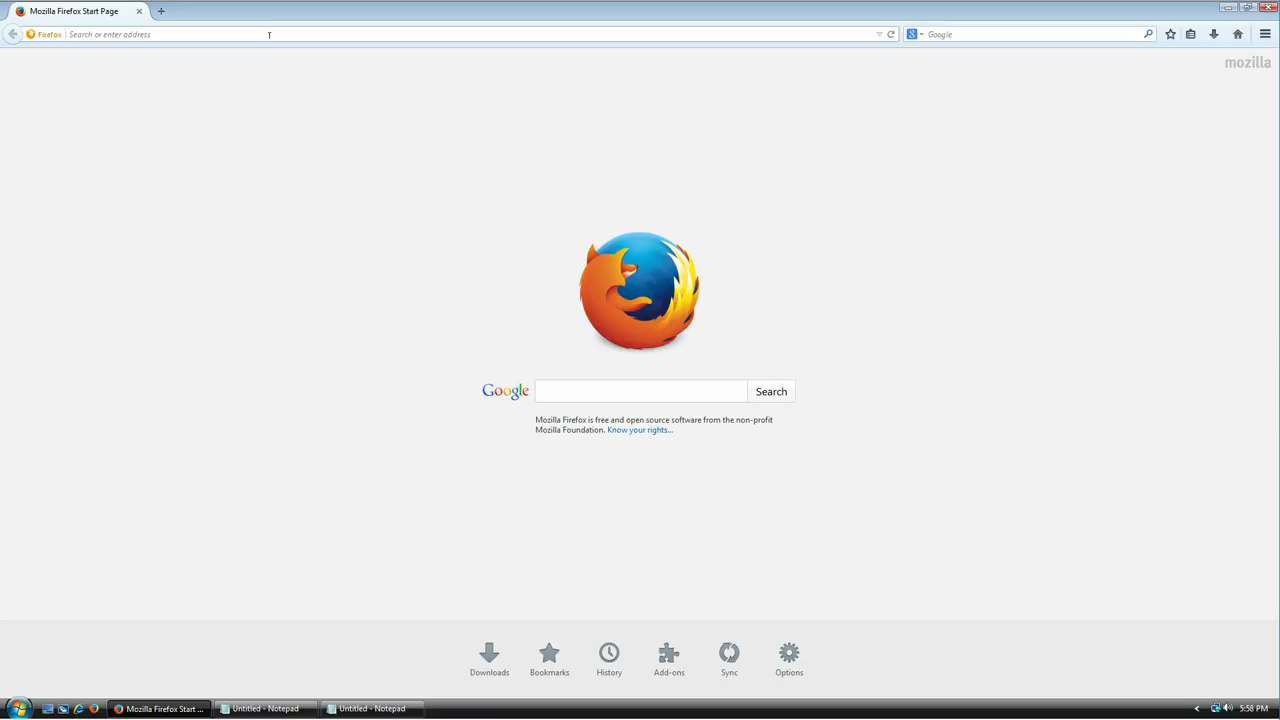 Mozilla Firefox Start Page
Firefox Search or enter address
Google
mozilla
Google Search
Mozilla Firefox is free and open source software from the non-profit
Mozilla Foundation. Know your rights...
Downloads Bookmarks History Add-ons Sync Options
Mozilla Firefox Start ... Untitled - Notepad Untitled - Notepad 5:58 PM